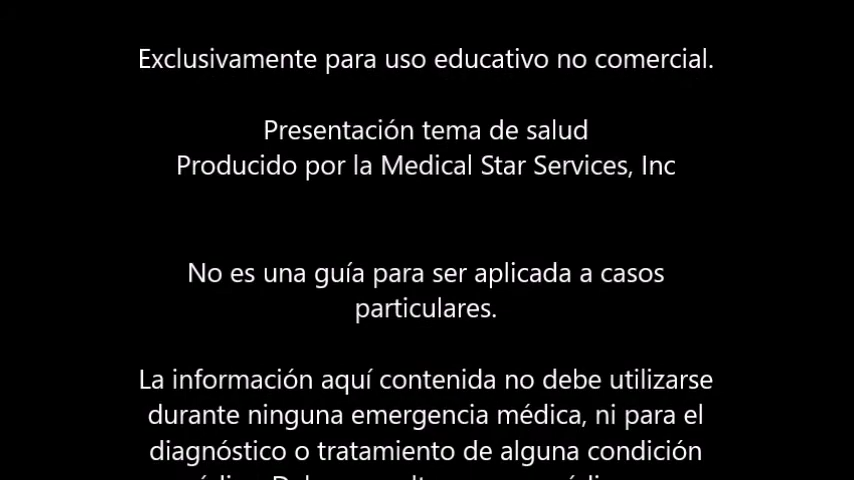 Exclusivamente para uso educativo no comercial.
Presentación tema de salud
Producido por la Medical Star Services, Inc
No es una guía para ser aplicada a casos
particulares.
La información aquí contenida no debe utilizarse
durante ninguna emergencia médica, ni para el
diagnóstico o tratamiento de alguna condición